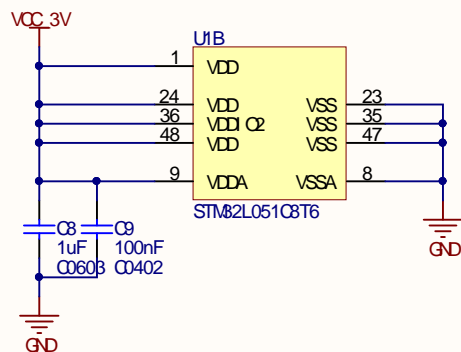 VCC_3V
U1B
1 VDD
24 VDD VSS 23
36 VDDIO2 VSS 35
48 VDD VSS 47
9 VDDA VSSA 8
STM32L051C8T6
C8 C9
1uF 100nF
C0603 C0402
GND
GND